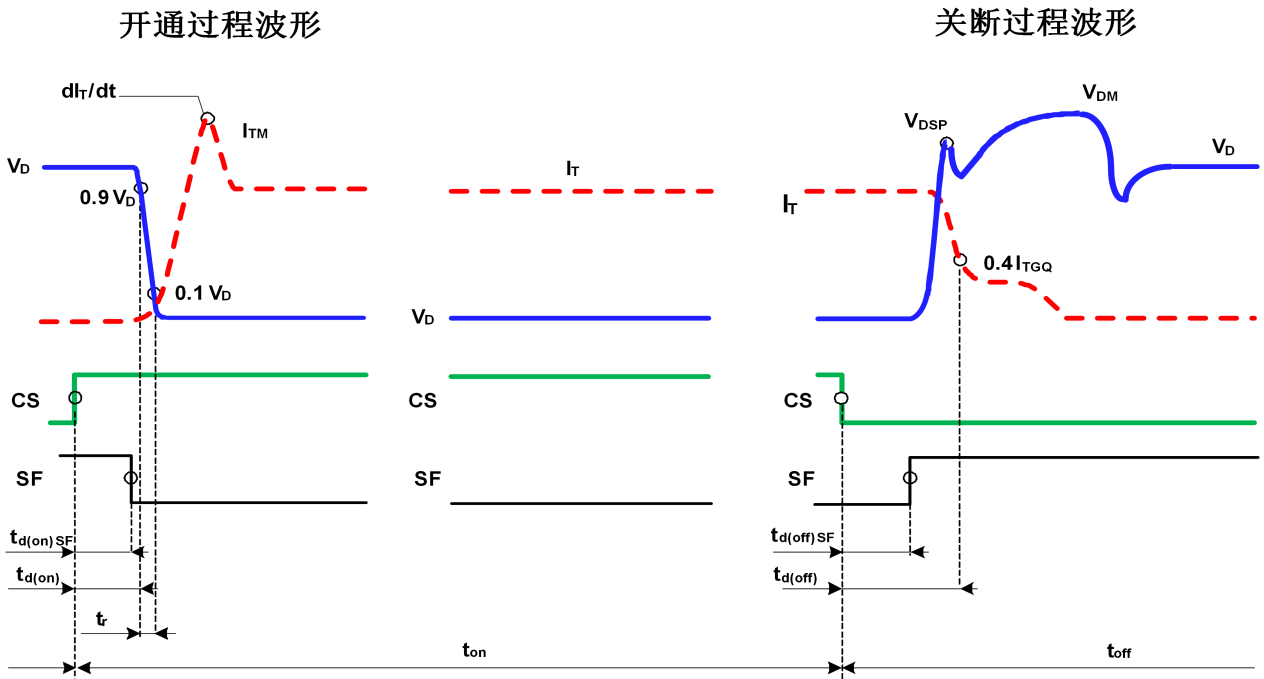 开通过程波形
关断过程波形
dIT/dt
ITM
VD
0.9 VD
0.1 VD
IT
VD
VDSP
VDM
VD
IT
0.4 ITGQ
CS
CS
CS
SF
SF
SF
td(on) SF
td(off) SF
td(on)
td(off)
tr
ton
toff